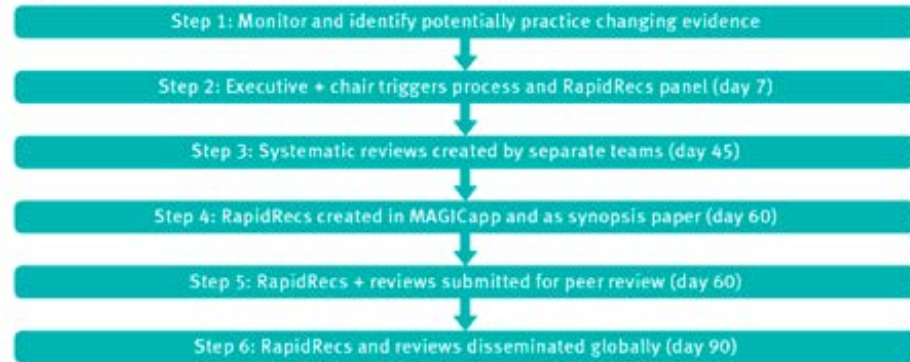 Step 1: Monitor and identify potentially practice changing evidence
Step 2: Executive + chair triggers process and RapidRecs panel (day 7)
Step 3: Systematic reviews created by separate teams (day 45)
Step 4: RapidRecs created in MAGICapp and as synopsis paper (day 60)
Step 5: RapidRecs + reviews submitted for peer review (day 60)
Step 6: RapidRecs and reviews disseminated globally (day 90)